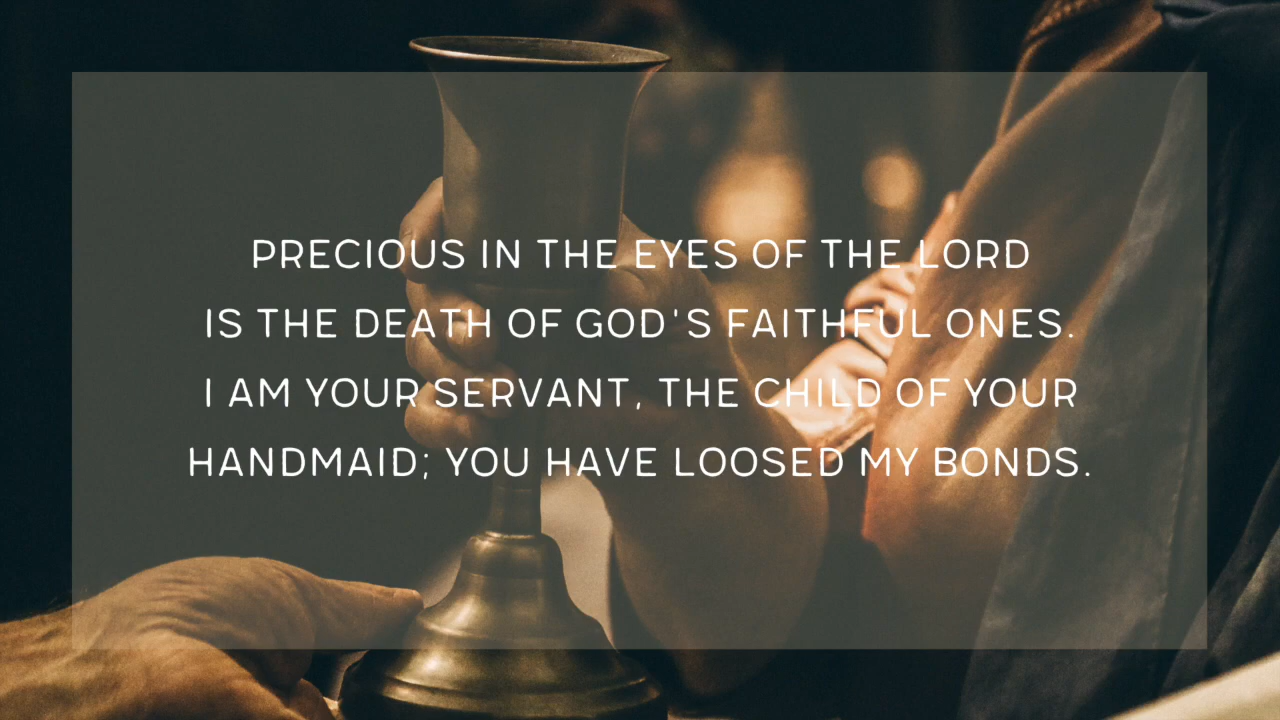 PRECIOUS IN THE EYES OF THE LORD
IS THE DEATH OF GOD'S FAITHFUL ONES.
I AM YOUR SERVANT, THE CHILD OF YOUR
HANDMAID; YOU HAVE LOOSED MY BONDS.